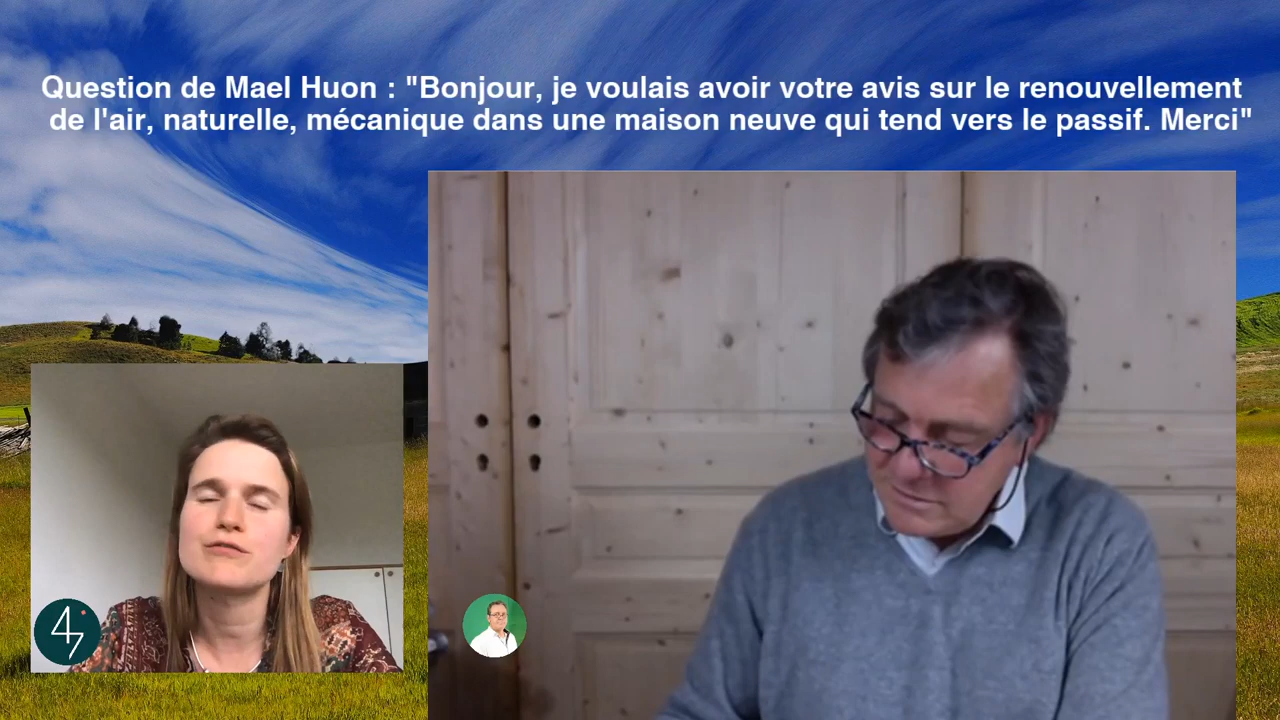 Question de Mael Huon : "Bonjour, je voulais avoir votre avis sur le renouvellement
de l'air, naturelle, mécanique dans une maison neuve qui tend vers le passif. Merci"
47